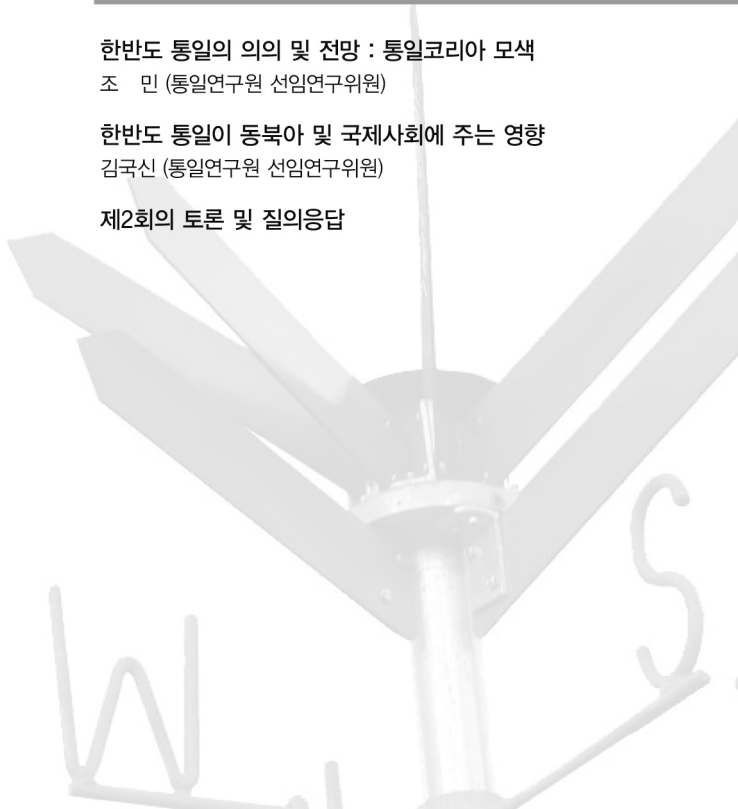 한반도 통일의 의의 및 전망 : 통일코리아 모색
조 민 (통일연구원 선임연구위원)
한반도 통일이 동북아 및 국제사회에 주는 영향
김국신 (통일연구원 선임연구위원)
제2회의 토론 및 질의응답
W
S